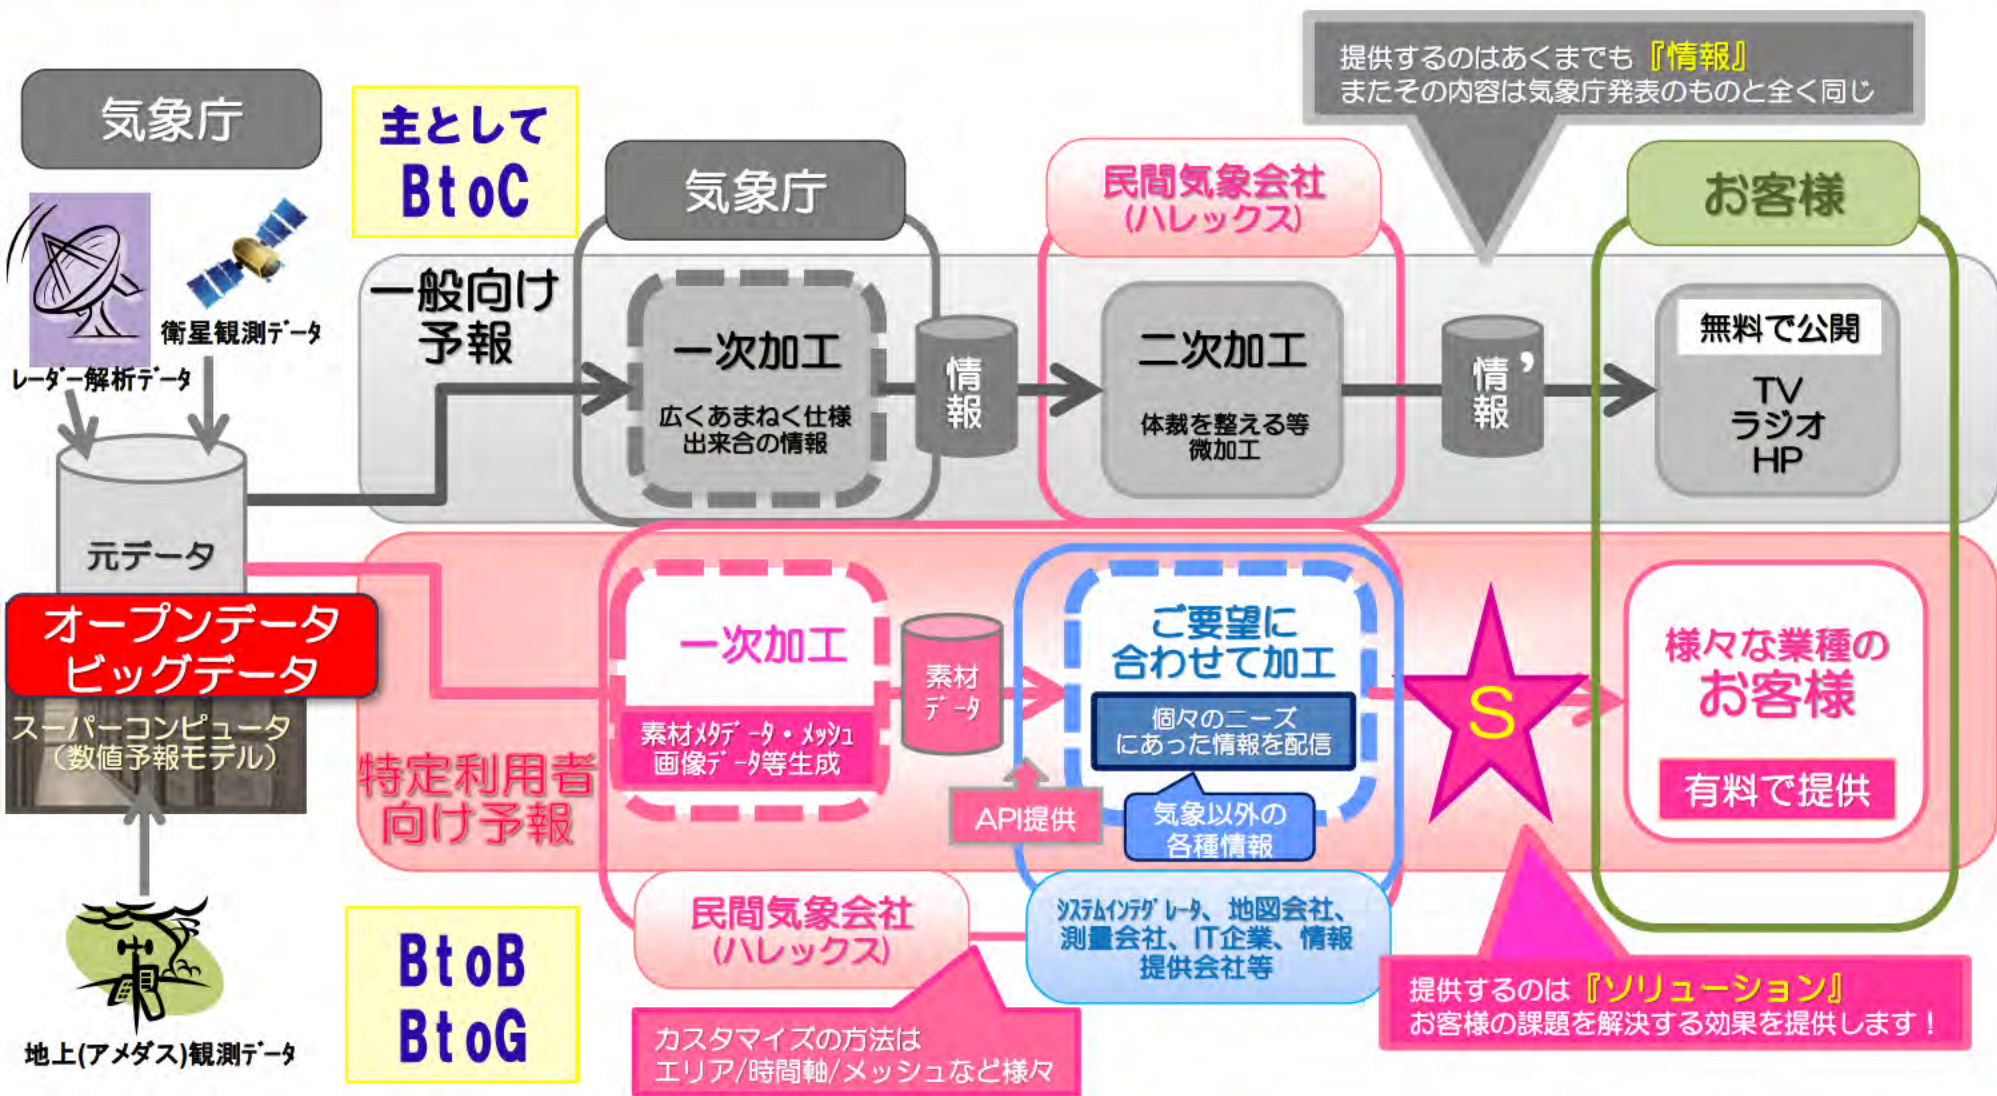 提供するのはあくまでも『情報』
またその内容は気象庁発表のものと全く同じ
気象庁
主として
BtoC
気象庁
民間気象会社
(ハレックス)
お客様
衛星観測ﾃﾞｰﾀ
ﾚｰﾀﾞｰ解析ﾃﾞｰﾀ
一般向け
予報
一次加工
広くあまねく仕様
出来合の情報
情
報
二次加工
体裁を整える等
微加工
情’
報
無料で公開
TV
ラジオ
HP
元データ
オープンデータ
ビッグデータ
スーパーコンピュータ
（数値予報モデル）
特定利用者
向け予報
一次加工
素材ﾒﾀﾃﾞｰﾀ・ﾒｯｼｭ
画像ﾃﾞｰﾀ等生成
素材
ﾃﾞｰﾀ
API提供
ご要望に
合わせて加工
個々のニーズ
にあった情報を配信
気象以外の
各種情報
S
様々な業種の
お客様
有料で提供
地上(アメダス)観測ﾃﾞｰﾀ
BtoB
BtoG
民間気象会社
(ハレックス)
ｼｽﾃﾑｲﾝﾃｸﾞﾚｰﾀ、地図会社、
測量会社、IT企業、情報
提供会社等
カスタマイズの方法は
エリア/時間軸/メッシュなど様々
提供するのは『ソリューション』
お客様の課題を解決する効果を提供します！